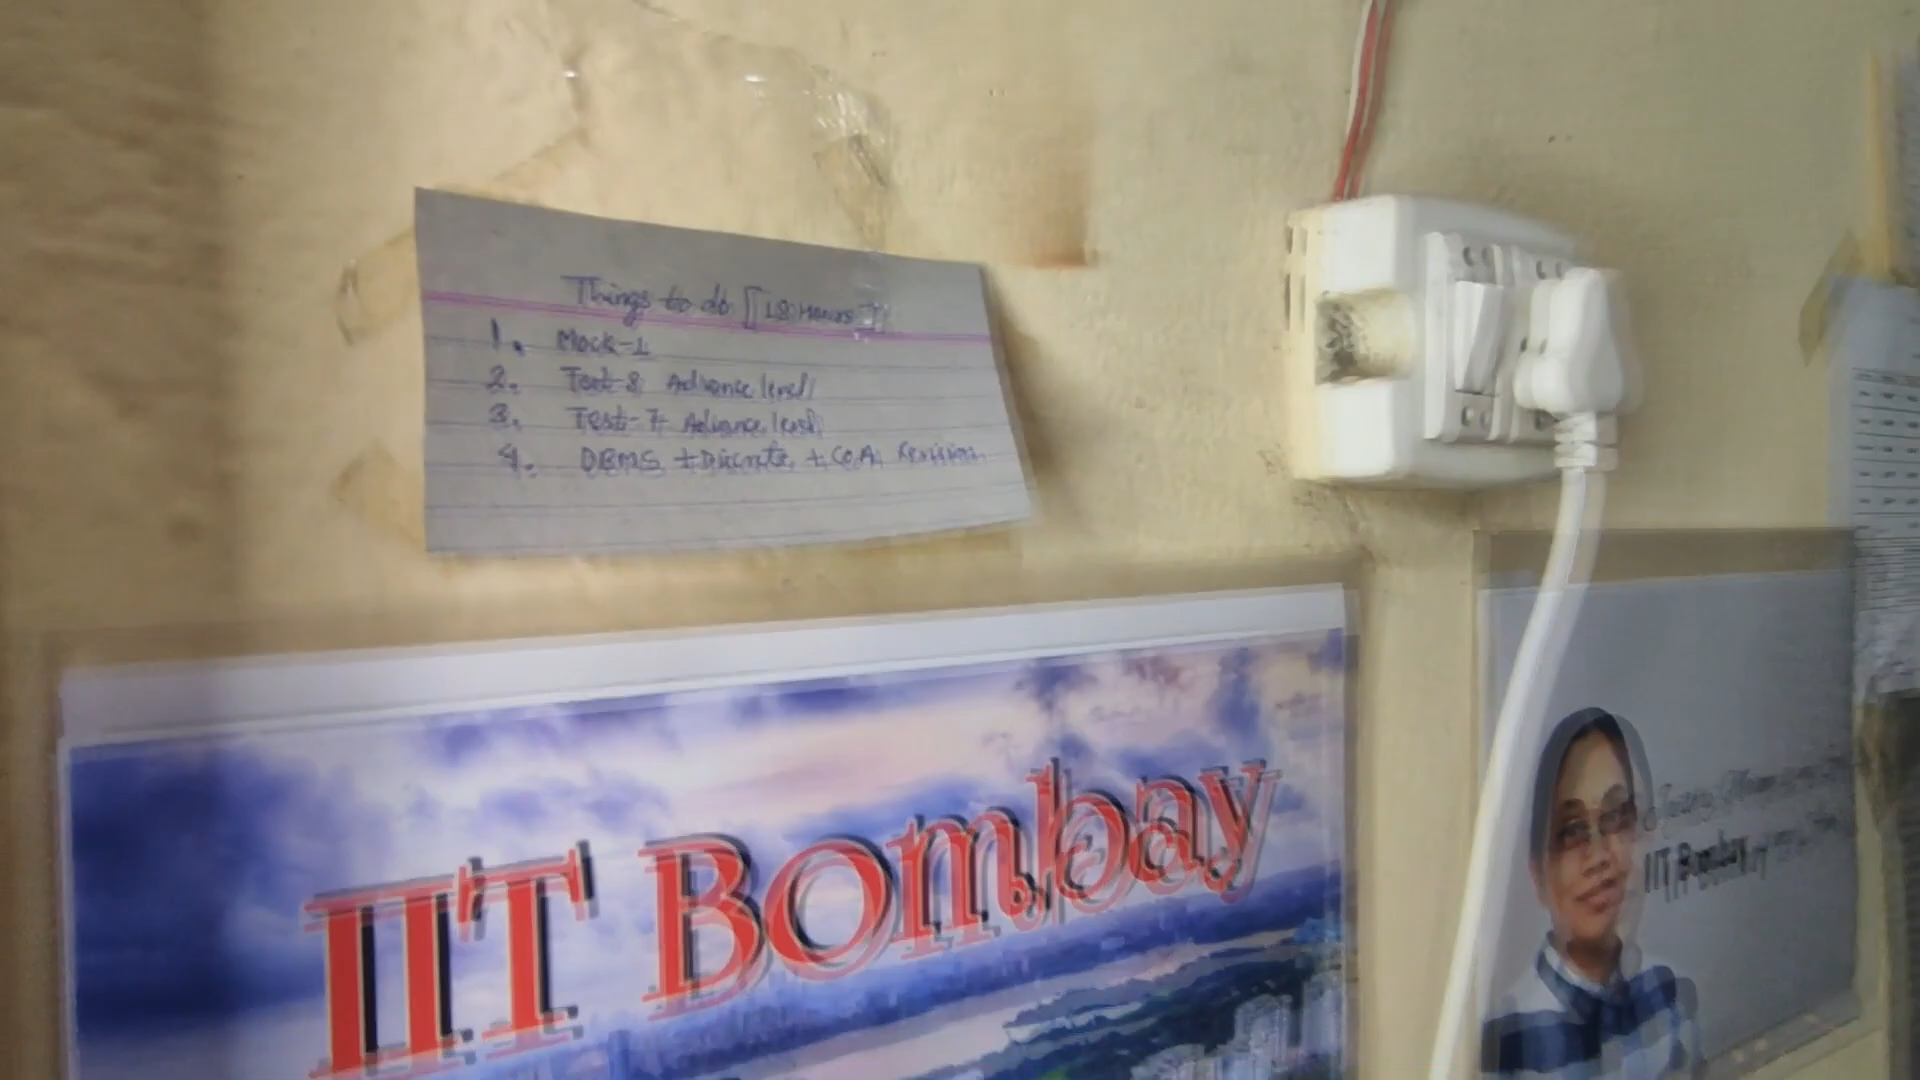 Things to do [18 Hours]
1. Mock-1
2. Test-8 Advance level
3. Test-7 Advance level
4. DBMS + Discrete + COA Revision
IIT Bombay
IIT Bombay